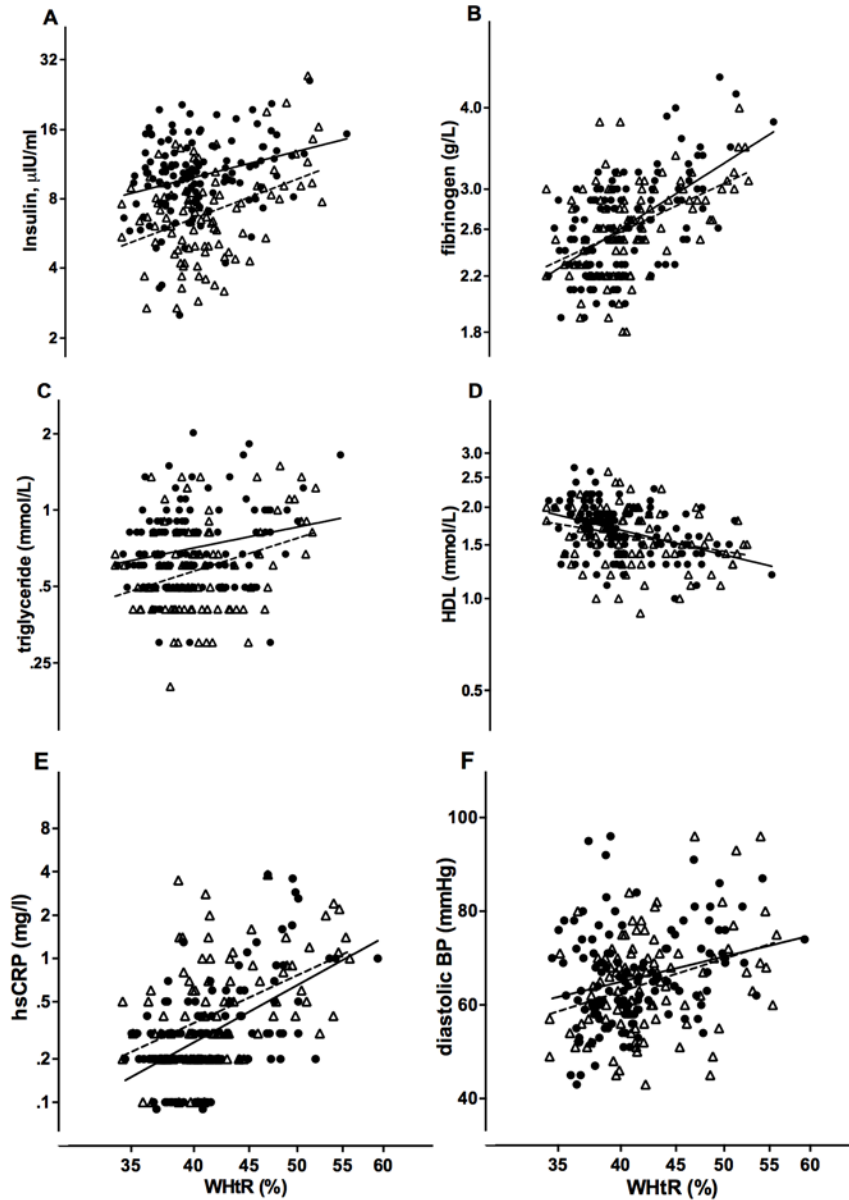 A
Insulin, µIU/ml
32
16
8
4
2
B
fibrinogen (g/L)
4.0
3.0
2.6
2.2
1.8
C
triglyceride (mmol/L)
2
1
.5
.25
D
HDL (mmol/L)
3.0
2.5
2.0
1.5
1.0
0.5
E
hsCRP (mg/l)
8
4
2
1
.5
.2
.1
35 40 45 50 55 60
WHtR (%)
F
diastolic BP (mmHg)
100
80
60
40
35 40 45 50 55 60
WHtR (%)